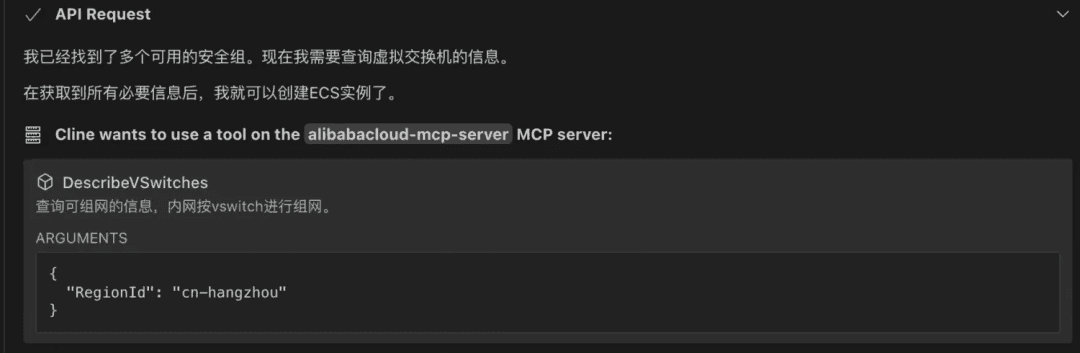 API Request
我已经找到了多个可用的安全组。现在我需要查询虚拟交换机的信息。
在获取到所有必要信息后，我就可以创建ECS实例了。
Cline wants to use a tool on the alibabacloud-mcp-server MCP server:
DescribeVSwitches
查询可组网的信息，内网按vswitch进行组网。
ARGUMENTS
{
"RegionId": "cn-hangzhou"
}